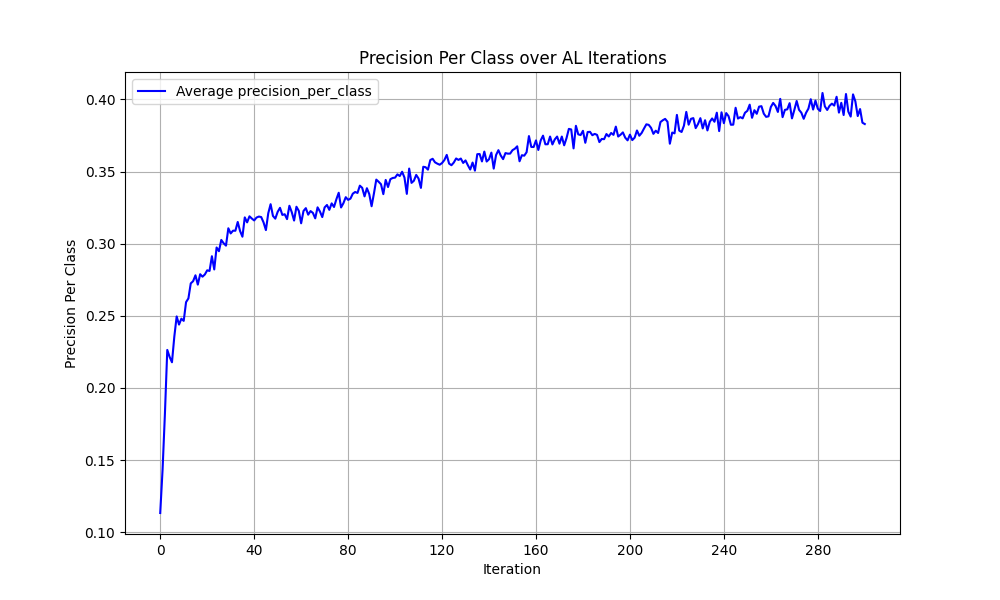 Precision Per Class over AL Iterations
Average precision_per_class
Precision Per Class
0.40
0.35
0.30
0.25
0.20
0.15
0.10
0 40 80 120 160 200 240 280
Iteration